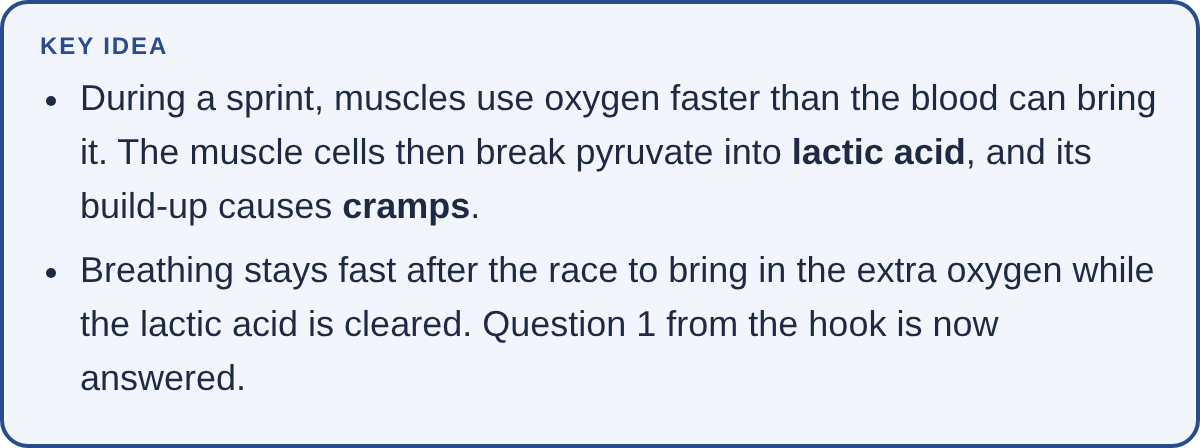 KEY IDEA
• During a sprint, muscles use oxygen faster than the blood can bring
it. The muscle cells then break pyruvate into lactic acid, and its
build-up causes cramps.
• Breathing stays fast after the race to bring in the extra oxygen while
the lactic acid is cleared. Question 1 from the hook is now
answered.